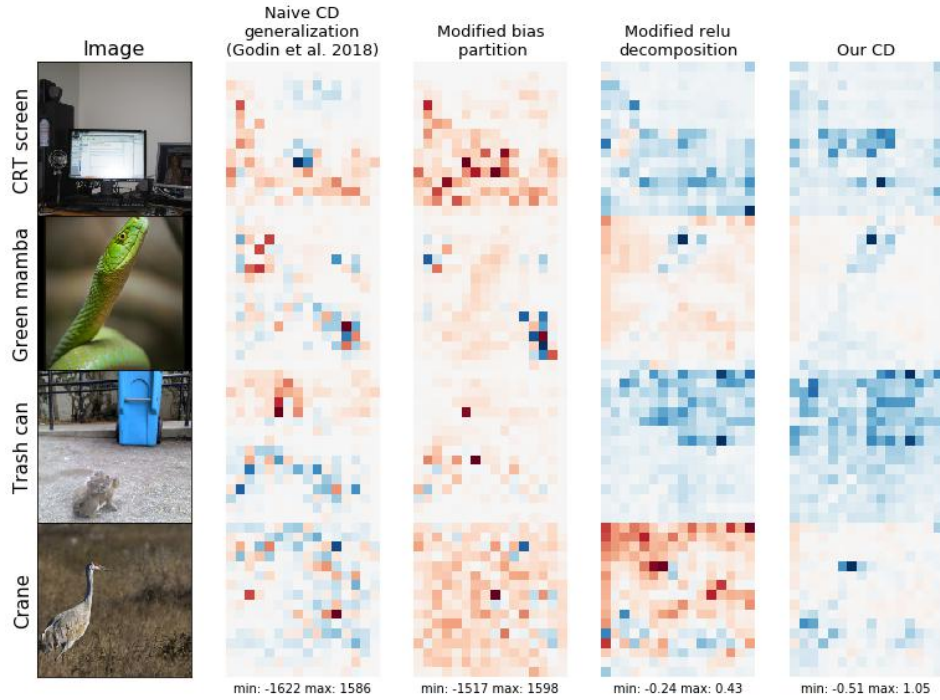 Image
Naive CD
generalization
(Godin et al. 2018)
Modified bias
partition
Modified relu
decomposition
Our CD
CRT screen
Green mamba
Trash can
Crane
min: -1622 max: 1586
min: -1517 max: 1598
min: -0.24 max: 0.43
min: -0.51 max: 1.05